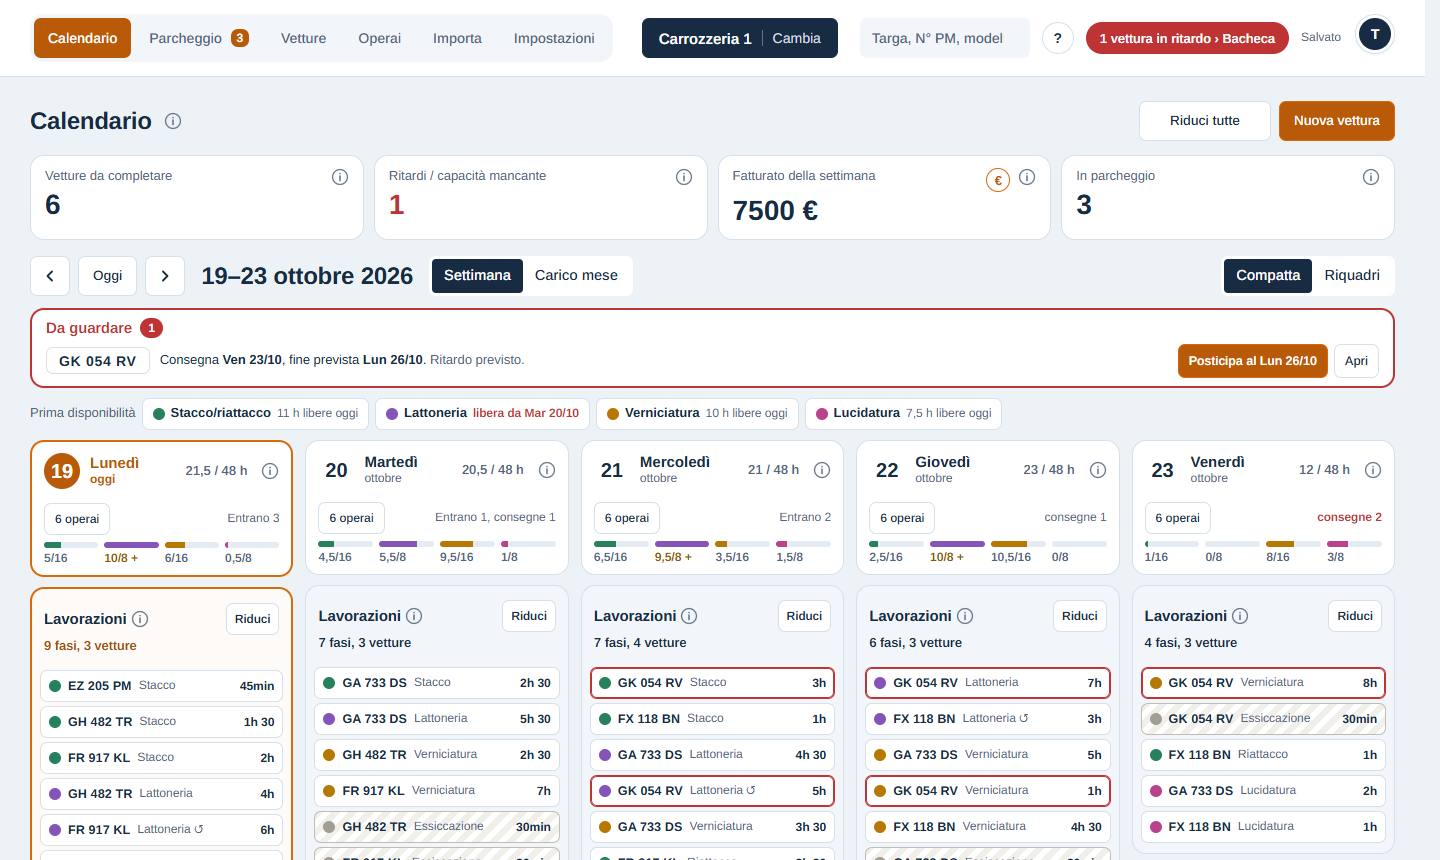 Calendario
Parcheggio 3
Vetture
Operai
Importa
Impostazioni
Carrozzeria 1 | Cambia
Targa, N° PM, model
?
1 vettura in ritardo › Bacheca
Salvato
T
Calendario
Riduci tutte
Nuova vettura
Vetture da completare
6
Ritardi / capacità mancante
1
Fatturato della settimana
€
7500 €
In parcheggio
3
Oggi
19–23 ottobre 2026
Settimana
Carico mese
Compatta
Riquadri
Da guardare 1
GK 054 RV
Consegna Ven 23/10, fine prevista Lun 26/10. Ritardo previsto.
Posticipa al Lun 26/10
Apri
Prima disponibilità
Stacco/riattacco 11 h libere oggi
Lattoneria libera da Mar 20/10
Verniciatura 10 h libere oggi
Lucidatura 7,5 h libere oggi
19 Lunedì 21,5 / 48 h
oggi
6 operai Entrano 3
5/16 10/8 + 6/16 0,5/8
Lavorazioni Riduci
9 fasi, 3 vetture
EZ 205 PM Stacco 45min
GH 482 TR Stacco 1h 30
FR 917 KL Stacco 2h
GH 482 TR Lattoneria 4h
FR 917 KL Lattoneria ↺ 6h
20 Martedì 20,5 / 48 h
ottobre
6 operai Entrano 1, consegne 1
4,5/16 5,5/8 9,5/16 1/8
Lavorazioni Riduci
7 fasi, 3 vetture
GA 733 DS Stacco 2h 30
GA 733 DS Lattoneria 5h 30
GH 482 TR Verniciatura 2h 30
FR 917 KL Verniciatura 7h
GH 482 TR Essiccazione 30min
21 Mercoledì 21 / 48 h
ottobre
6 operai Entrano 2
6,5/16 9,5/8 + 3,5/16 1,5/8
Lavorazioni Riduci
7 fasi, 4 vetture
GK 054 RV Stacco 3h
FX 118 BN Stacco 1h
GA 733 DS Lattoneria 4h 30
GK 054 RV Lattoneria ↺ 5h
GA 733 DS Verniciatura 3h 30
22 Giovedì 23 / 48 h
ottobre
6 operai consegne 1
2,5/16 10/8 + 10,5/16 0/8
Lavorazioni Riduci
6 fasi, 3 vetture
GK 054 RV Lattoneria 7h
FX 118 BN Lattoneria ↺ 3h
GA 733 DS Verniciatura 5h
GK 054 RV Verniciatura 1h
FX 118 BN Verniciatura 4h 30
23 Venerdì 12 / 48 h
ottobre
6 operai consegne 2
1/16 0/8 8/16 3/8
Lavorazioni Riduci
4 fasi, 3 vetture
GK 054 RV Verniciatura 8h
GK 054 RV Essiccazione 30min
FX 118 BN Riattacco 1h
GA 733 DS Lucidatura 2h
FX 118 BN Lucidatura 1h